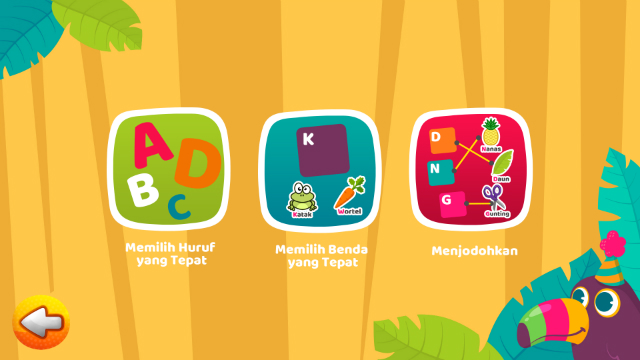 A
D
B
C
Memilih Huruf
yang Tepat
K
Katak
Wortel
Memilih Benda
yang Tepat
D
Nanas
N
Daun
G
Gunting
Menjodohkan